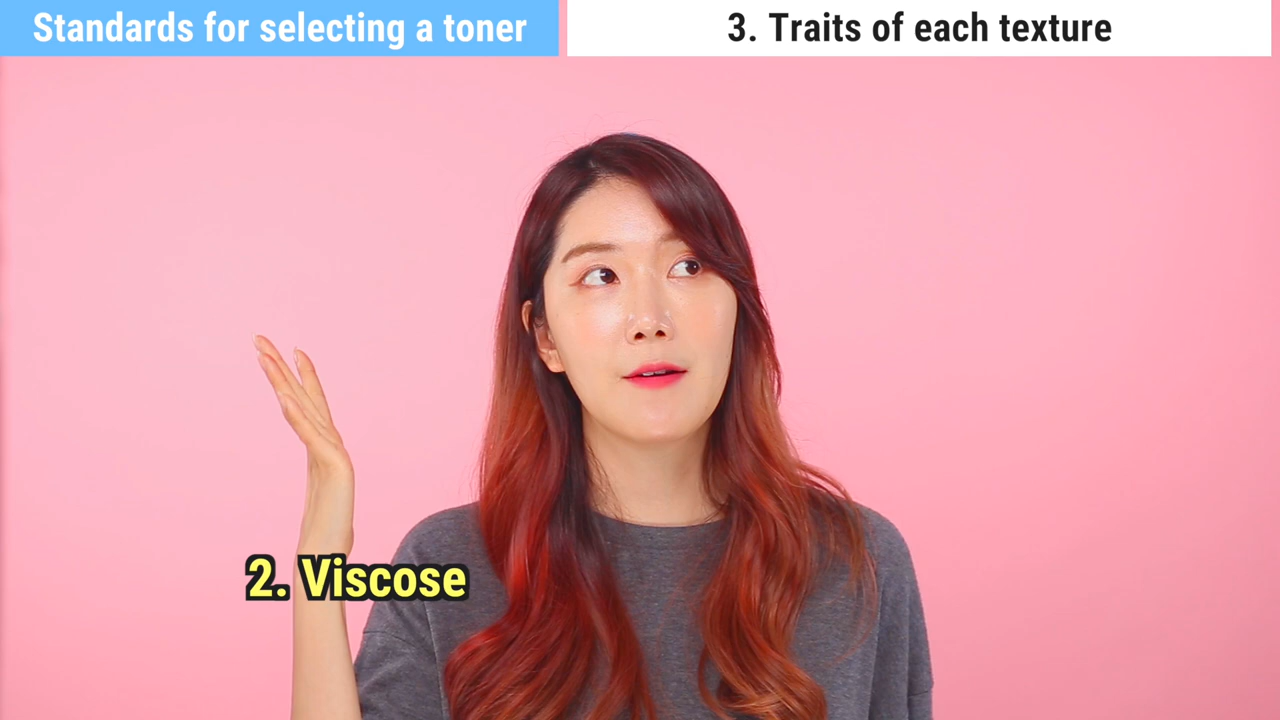 Standards for selecting a toner
3. Traits of each texture
2. Viscose